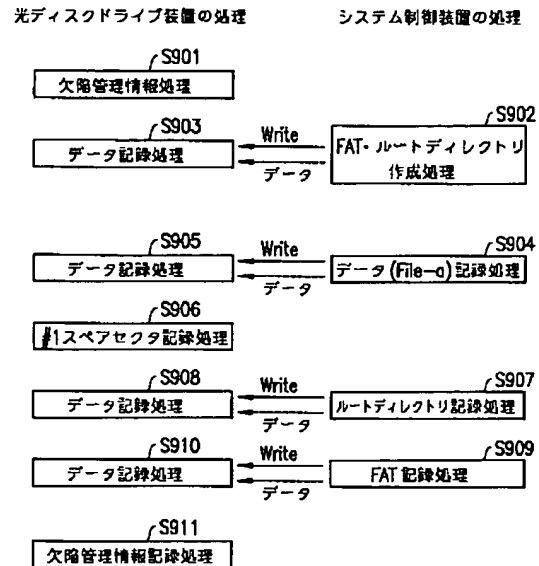 光ディスクドライブ装置の処理
システム制御装置の処理
S901
欠陥管理情報処理
S902
FAT・ルートディレクトリ
作成処理
S903
データ記録処理
Write
データ
S904
データ(File-a)記録処理
S905
データ記録処理
Write
データ
S906
#1スペアセクタ記録処理
S907
ルートディレクトリ記録処理
S908
データ記録処理
Write
データ
S909
FAT記録処理
S910
データ記録処理
Write
データ
S911
欠陥管理情報記録処理